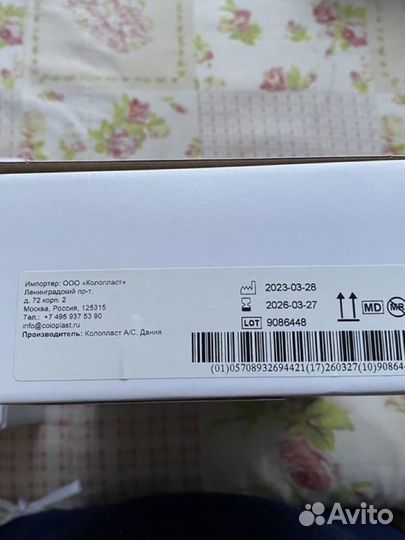 Импортер: ООО «Колопласт»
Ленинградский пр-т,
д. 72 корп. 2
Москва, Россия, 125315
Тел. +7 495 937 53 90
info@coloplast.ru
Производитель: Колопласт А/С, Дания
2023-03-28
2026-03-27
LOT 9086448
MD
MR
(01)05708932694421(17)260327(10)908644
Avito